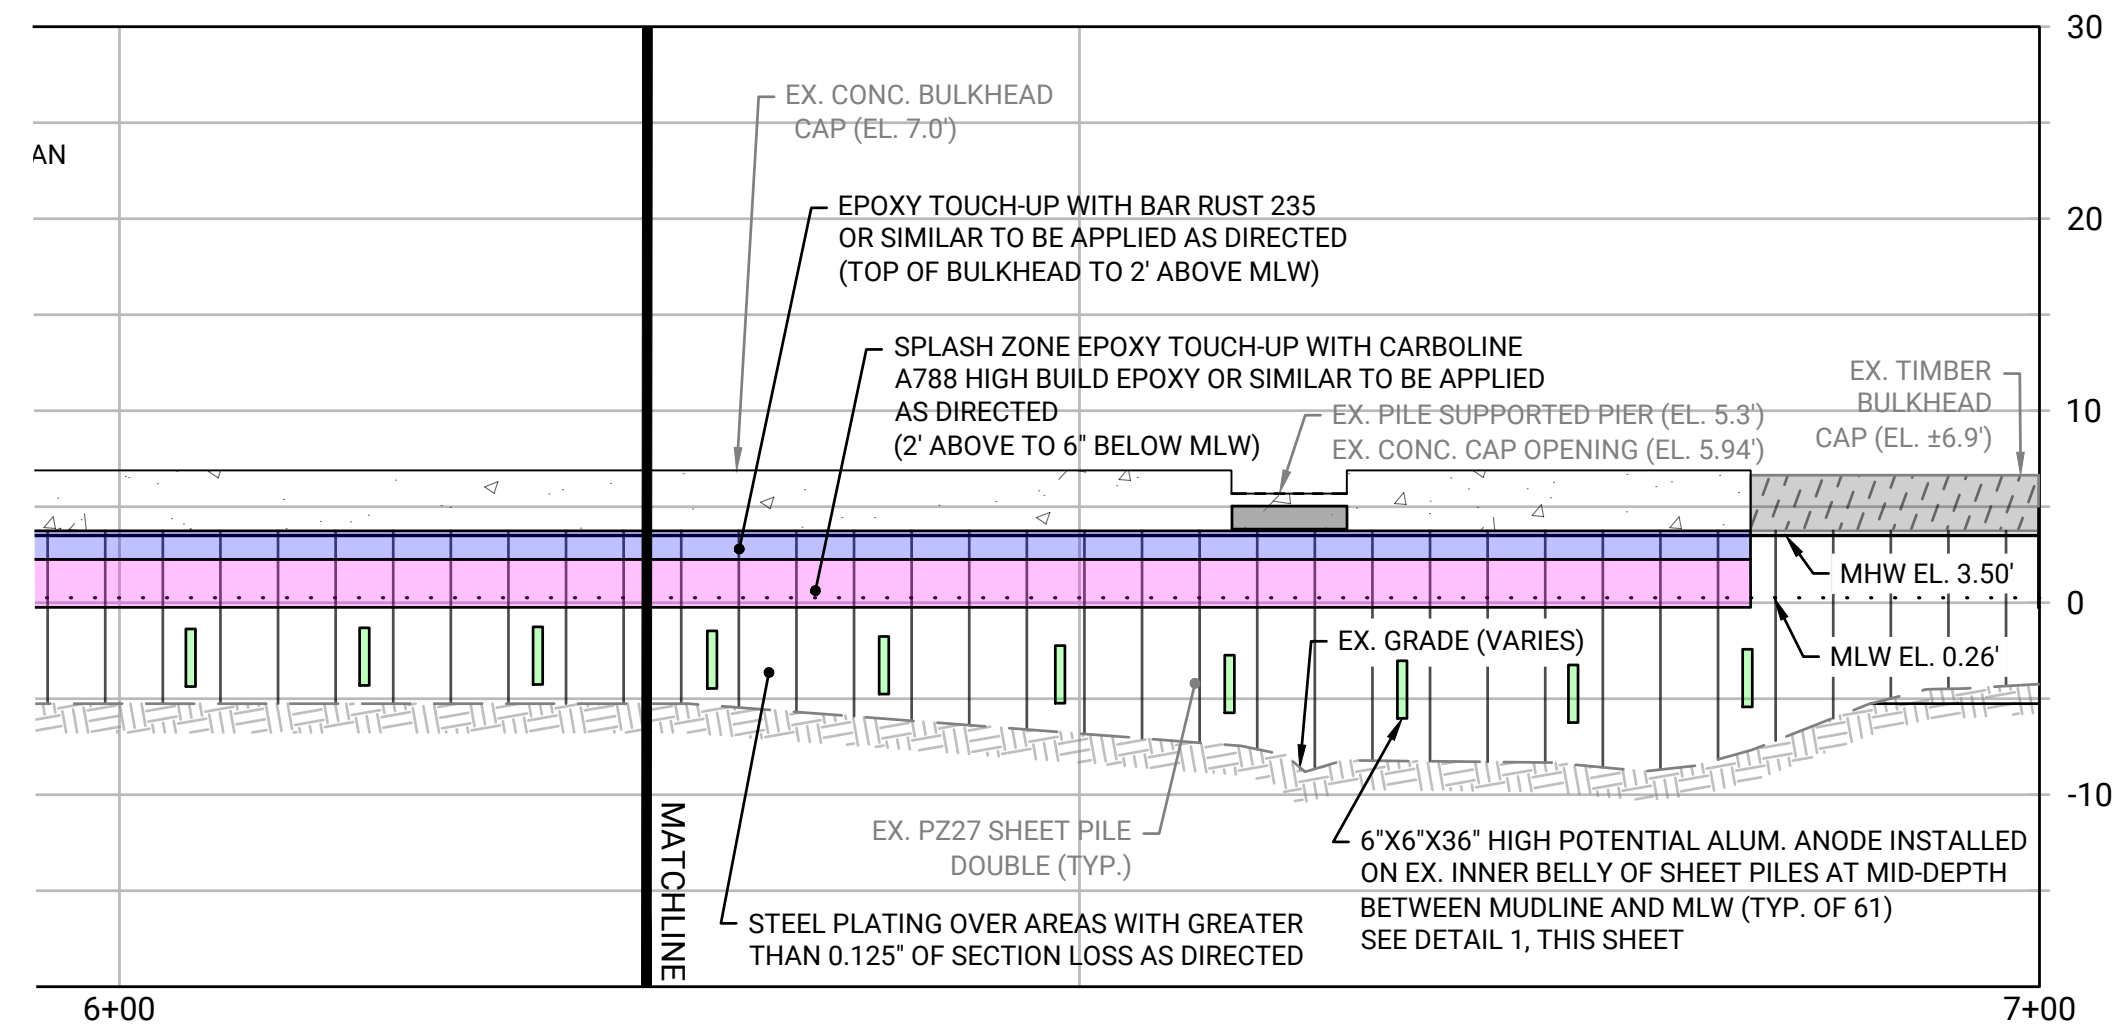 30
EX. CONC. BULKHEAD
CAP (EL. 7.0')
AN
EPOXY TOUCH-UP WITH BAR RUST 235
OR SIMILAR TO BE APPLIED AS DIRECTED
(TOP OF BULKHEAD TO 2' ABOVE MLW)
20
SPLASH ZONE EPOXY TOUCH-UP WITH CARBOLINE
A788 HIGH BUILD EPOXY OR SIMILAR TO BE APPLIED
AS DIRECTED
(2' ABOVE TO 6" BELOW MLW)
EX. PILE SUPPORTED PIER (EL. 5.3')
EX. CONC. CAP OPENING (EL. 5.94')
EX. TIMBER
BULKHEAD
CAP (EL. ±6.9')
10
MHW EL. 3.50'
0
EX. GRADE (VARIES)
MLW EL. 0.26'
-10
MATCHLINE
EX. PZ27 SHEET PILE
DOUBLE (TYP.)
6"X6"X36" HIGH POTENTIAL ALUM. ANODE INSTALLED
ON EX. INNER BELLY OF SHEET PILES AT MID-DEPTH
BETWEEN MUDLINE AND MLW (TYP. OF 61)
SEE DETAIL 1, THIS SHEET
STEEL PLATING OVER AREAS WITH GREATER
THAN 0.125" OF SECTION LOSS AS DIRECTED
6+00
7+00